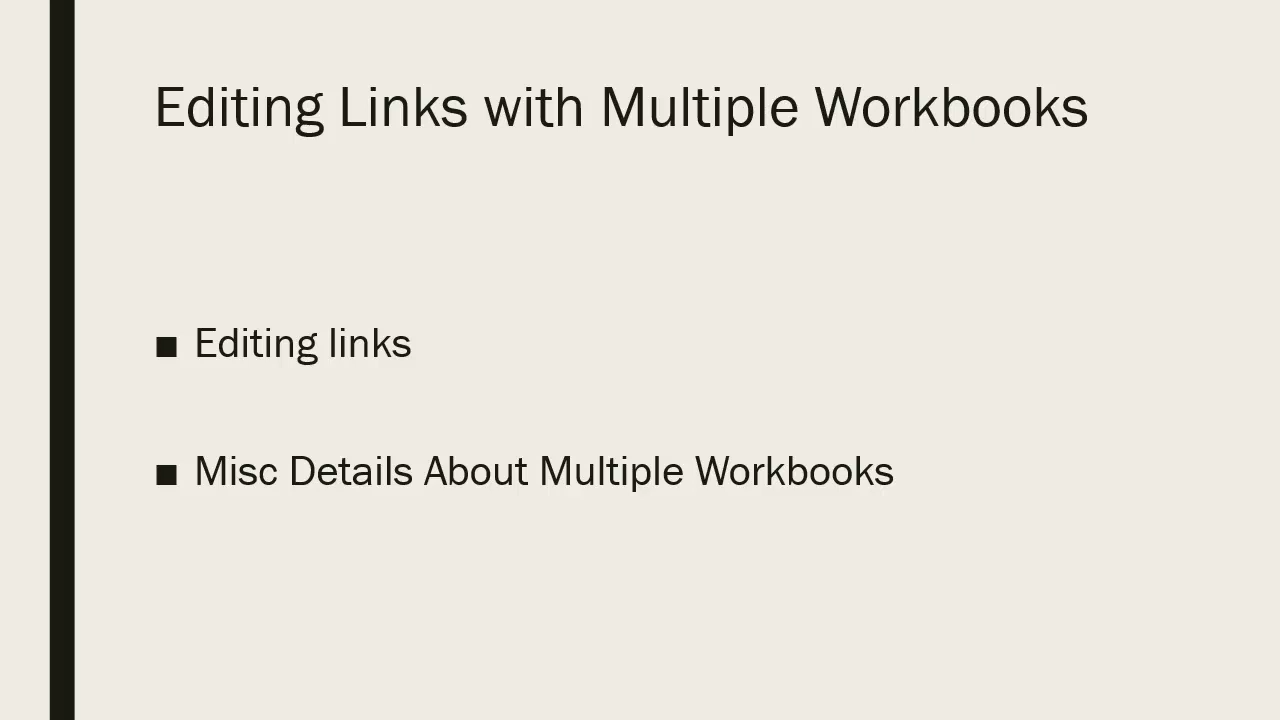 Editing Links with Multiple Workbooks
■ Editing links
■ Misc Details About Multiple Workbooks